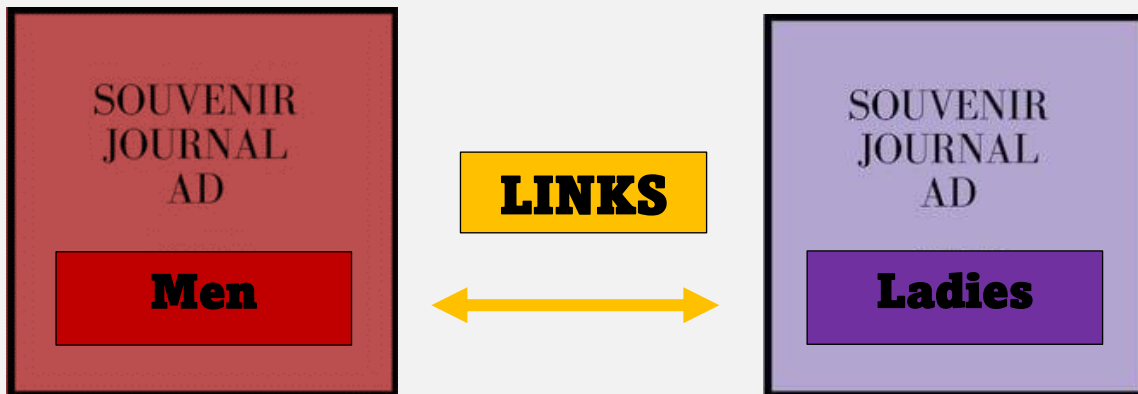 SOUVENIR
JOURNAL
AD
Men
LINKS
SOUVENIR
JOURNAL
AD
Ladies